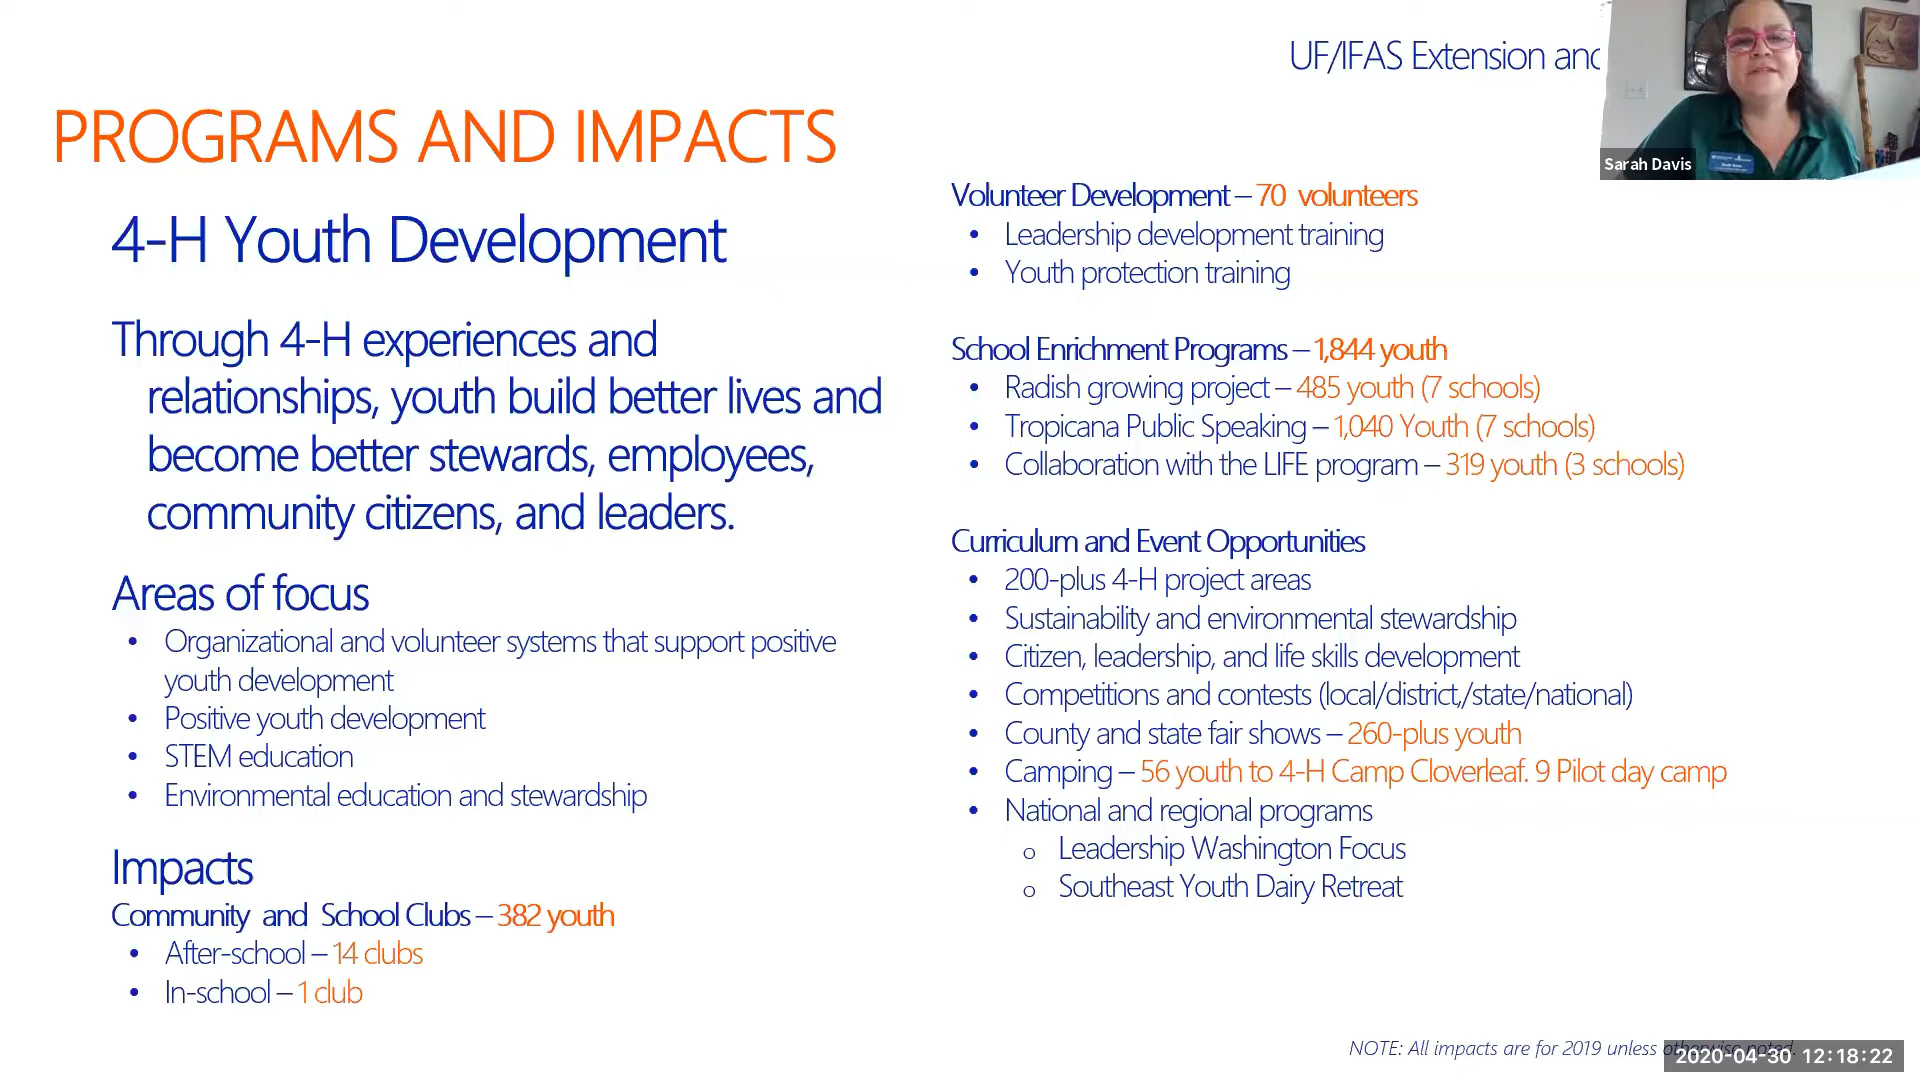 UF/IFAS Extension and
Sarah Davis
PROGRAMS AND IMPACTS
4-H Youth Development
Through 4-H experiences and
relationships, youth build better lives and
become better stewards, employees,
community citizens, and leaders.
Areas of focus
• Organizational and volunteer systems that support positive
youth development
• Positive youth development
• STEM education
• Environmental education and stewardship
Impacts
Community and School Clubs – 382 youth
• After-school – 14 clubs
• In-school – 1 club
Volunteer Development – 70 volunteers
• Leadership development training
• Youth protection training
School Enrichment Programs – 1,844 youth
• Radish growing project – 485 youth (7 schools)
• Tropicana Public Speaking – 1,040 Youth (7 schools)
• Collaboration with the LIFE program – 319 youth (3 schools)
Curriculum and Event Opportunities
• 200-plus 4-H project areas
• Sustainability and environmental stewardship
• Citizen, leadership, and life skills development
• Competitions and contests (local/district,/state/national)
• County and state fair shows – 260-plus youth
• Camping – 56 youth to 4-H Camp Cloverleaf. 9 Pilot day camp
• National and regional programs
o Leadership Washington Focus
o Southeast Youth Dairy Retreat
NOTE: All impacts are for 2019 unless otherwise noted.
2020-04-30 12:18:22